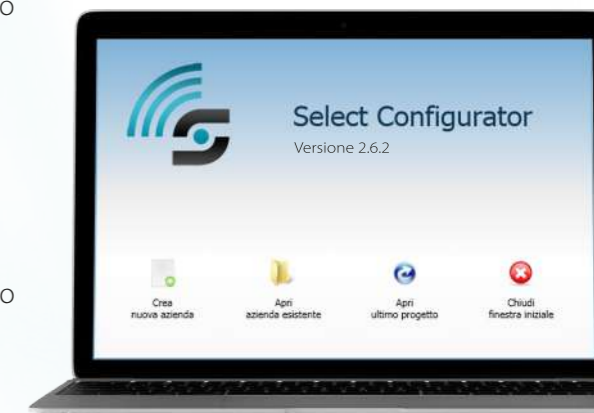 O
Select Configurator
Versione 2.6.2
O
Crea
nuova azienda
Apri
azienda esistente
Apri
ultimo progetto
Chiudi
finestra iniziale